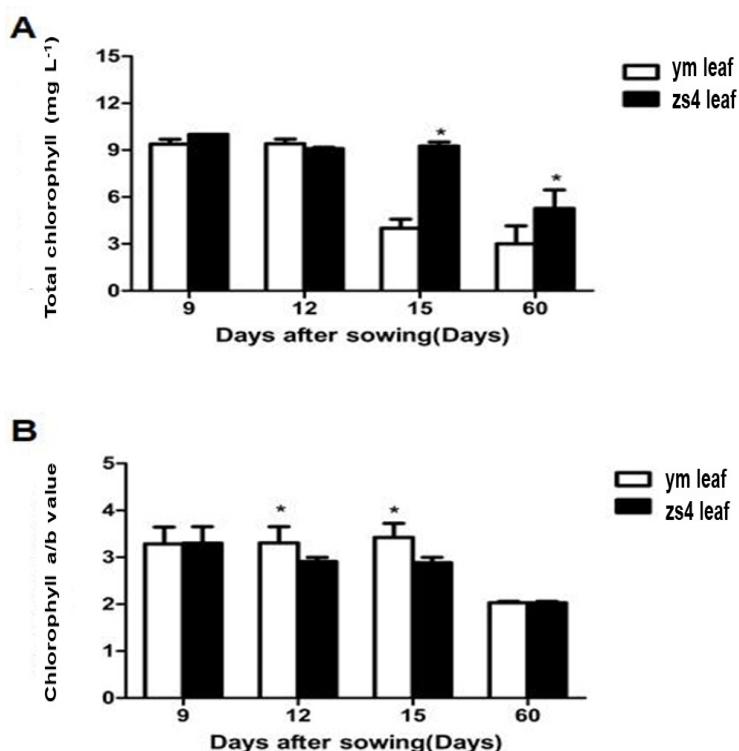 A
Total chlorophyll (mg L⁻¹)
15
12
9
6
3
0
*
*
9 12 15 60
Days after sowing(Days)
ym leaf
zs4 leaf
B
Chlorophyll a/b value
5
4
3
2
1
0
*
*
9 12 15 60
Days after sowing(Days)
ym leaf
zs4 leaf